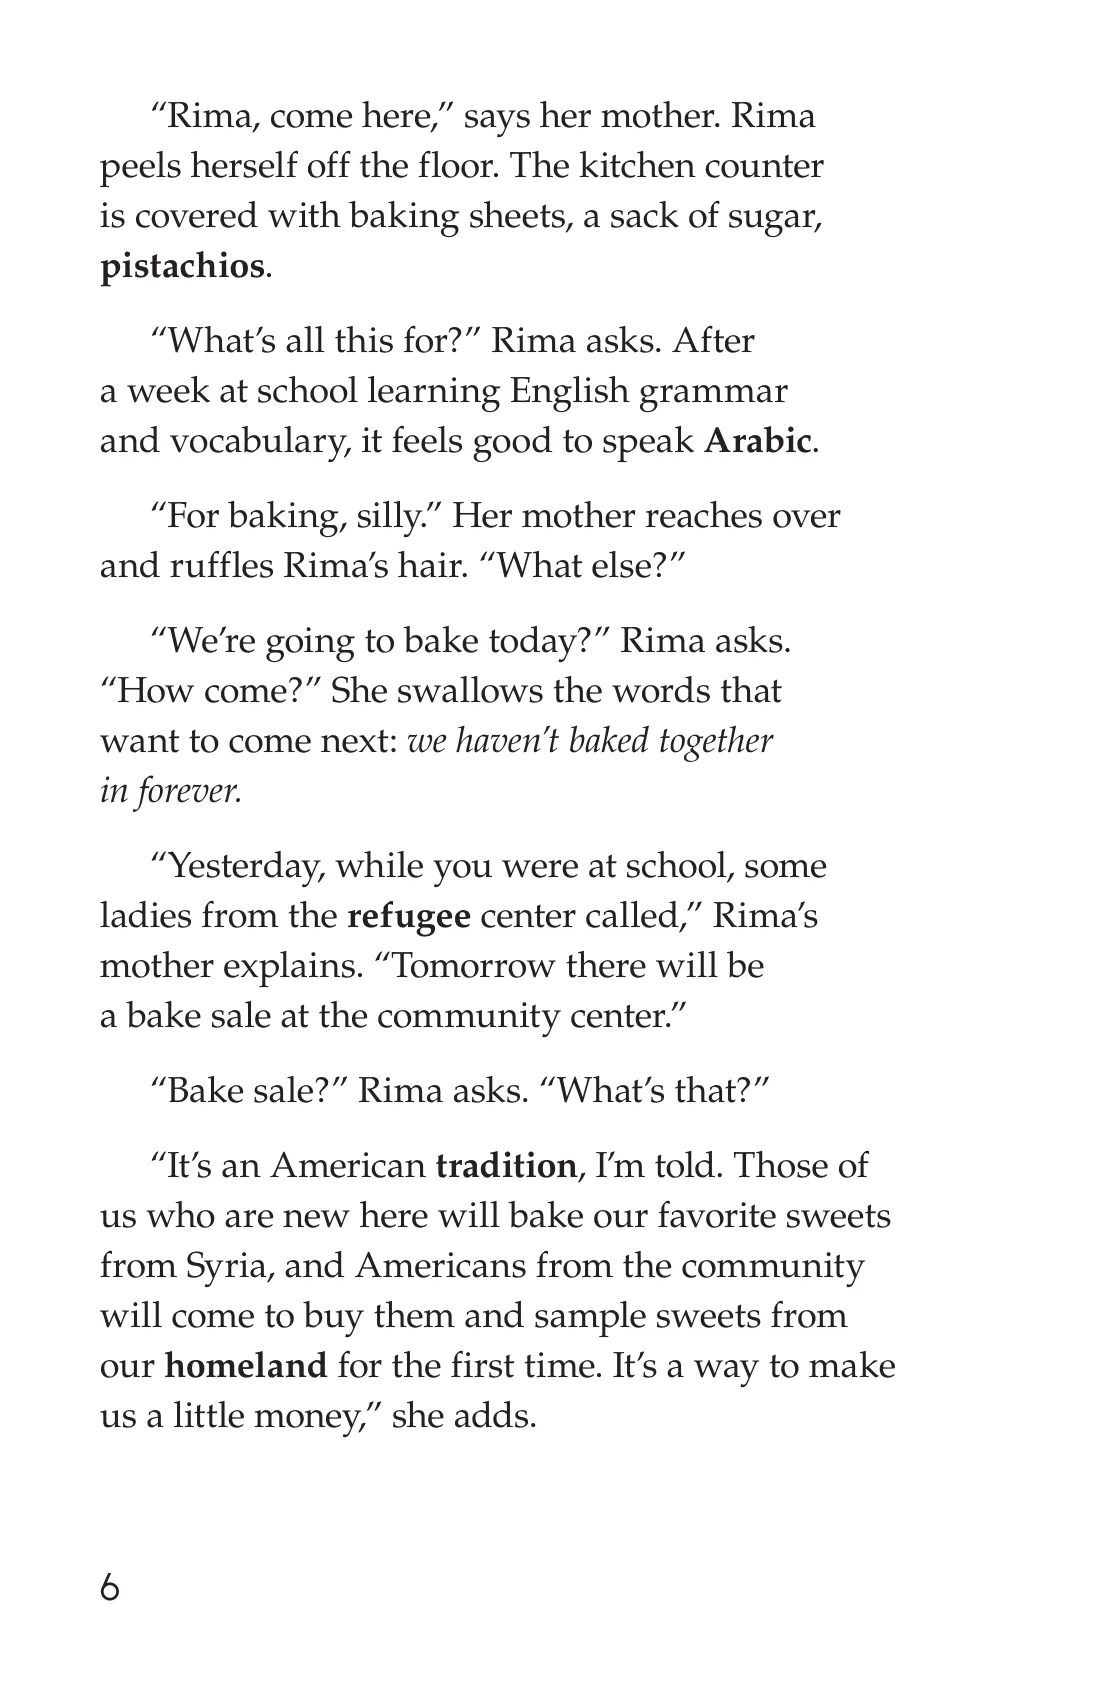 “Rima, come here,” says her mother. Rima
peels herself off the floor. The kitchen counter
is covered with baking sheets, a sack of sugar,
pistachios.
“What’s all this for?” Rima asks. After
a week at school learning English grammar
and vocabulary, it feels good to speak Arabic.
“For baking, silly.” Her mother reaches over
and ruffles Rima’s hair. “What else?”
“We’re going to bake today?” Rima asks.
“How come?” She swallows the words that
want to come next: we haven’t baked together
in forever.
“Yesterday, while you were at school, some
ladies from the refugee center called,” Rima’s
mother explains. “Tomorrow there will be
a bake sale at the community center.”
“Bake sale?” Rima asks. “What’s that?”
“It’s an American tradition, I’m told. Those of
us who are new here will bake our favorite sweets
from Syria, and Americans from the community
will come to buy them and sample sweets from
our homeland for the first time. It’s a way to make
us a little money,” she adds.
6